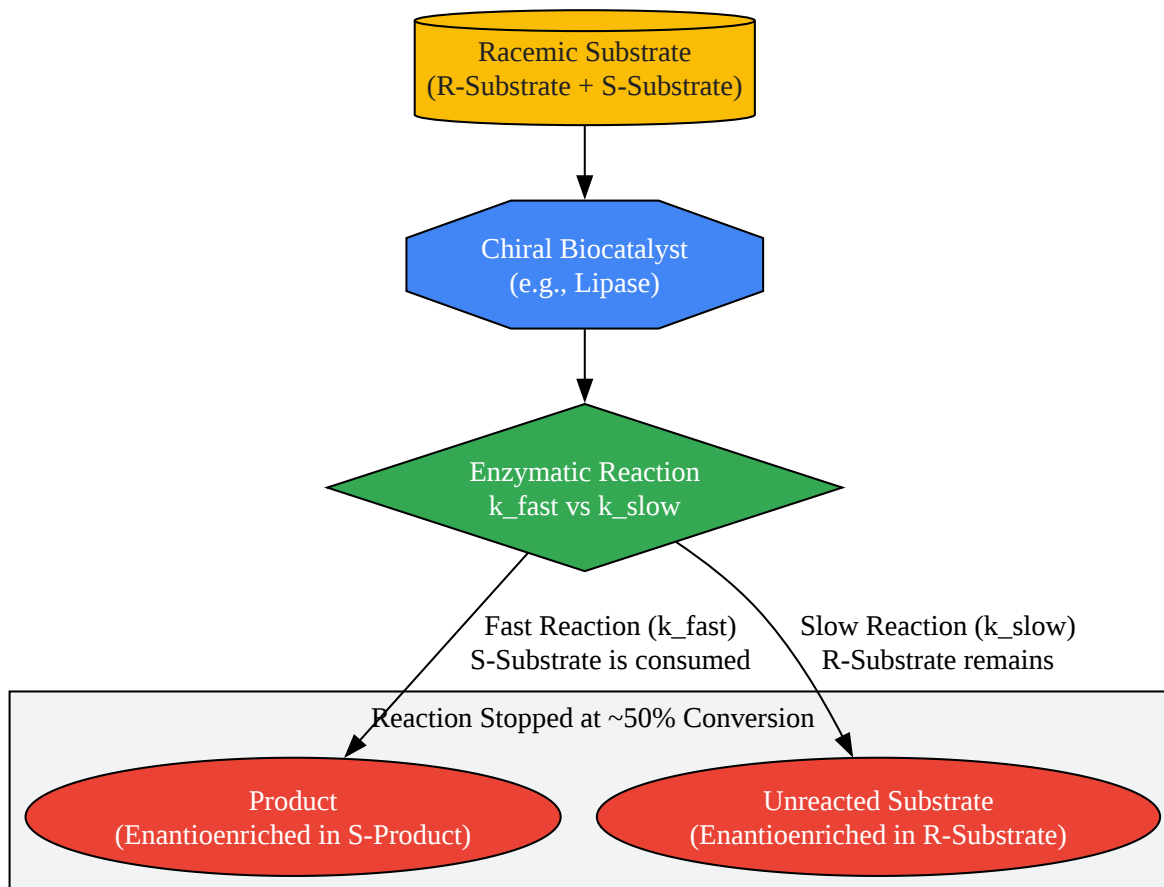 Racemic Substrate
(R-Substrate + S-Substrate)
Chiral Biocatalyst
(e.g., Lipase)
Enzymatic Reaction
k_fast vs k_slow
Fast Reaction (k_fast)
S-Substrate is consumed
Slow Reaction (k_slow)
R-Substrate remains
Reaction Stopped at ~50% Conversion
Product
(Enantioenriched in S-Product)
Unreacted Substrate
(Enantioenriched in R-Substrate)